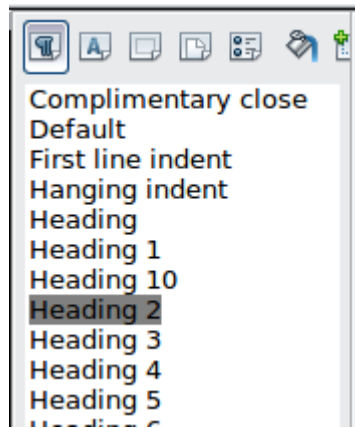 Complimentary close
Default
First line indent
Hanging indent
Heading
Heading 1
Heading 10
Heading 2
Heading 3
Heading 4
Heading 5